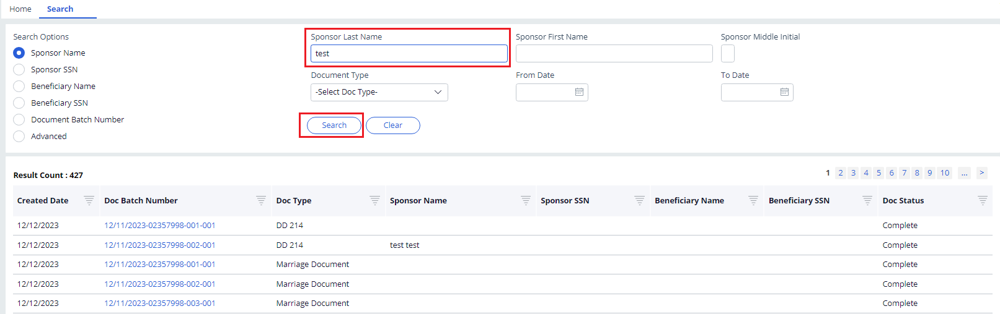 Home Search
Search Options
Sponsor Name
Sponsor SSN
Beneficiary Name
Beneficiary SSN
Document Batch Number
Advanced
Sponsor Last Name Sponsor First Name Sponsor Middle Initial
test
Document Type From Date To Date
-Select Doc Type-
Search Clear
Result Count : 427 1 2 3 4 5 6 7 8 9 10 ... >
Created Date Doc Batch Number Doc Type Sponsor Name Sponsor SSN Beneficiary Name Beneficiary SSN Doc Status
12/12/2023 12/11/2023-02357998-001-001 DD 214 Complete
12/12/2023 12/11/2023-02357998-002-001 DD 214 test test Complete
12/12/2023 12/11/2023-02357998-001-001 Marriage Document Complete
12/12/2023 12/11/2023-02357998-002-001 Marriage Document Complete
12/12/2023 12/11/2023-02357998-003-001 Marriage Document Complete